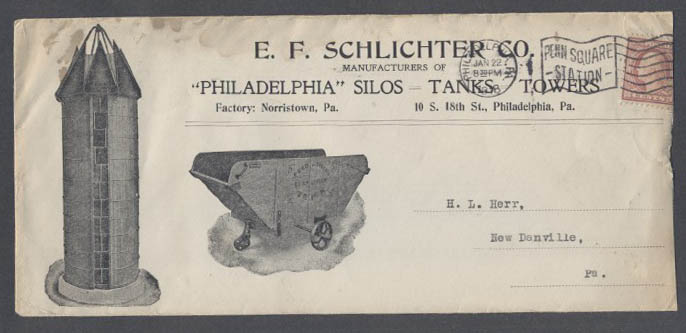 E. F. SCHLICHTER CO.
MANUFACTURERS OF
"PHILADELPHIA" SILOS — TANKS — TOWERS
Factory: Norristown, Pa. 10 S. 18th St., Philadelphia, Pa.
JAN 22
PENN SQUARE
- STATION -
H. L. Herr,
New Danville,
Pa.